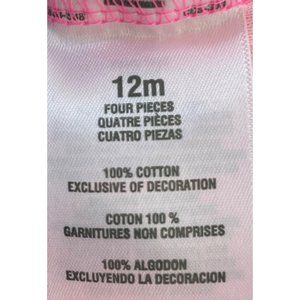 12m
FOUR PIECES
QUATRE PIÈCES
CUATRO PIEZAS
100% COTTON
EXCLUSIVE OF DECORATION
COTON 100 %
GARNITURES NON COMPRISES
100% ALGODON
EXCLUYENDO LA DECORACION